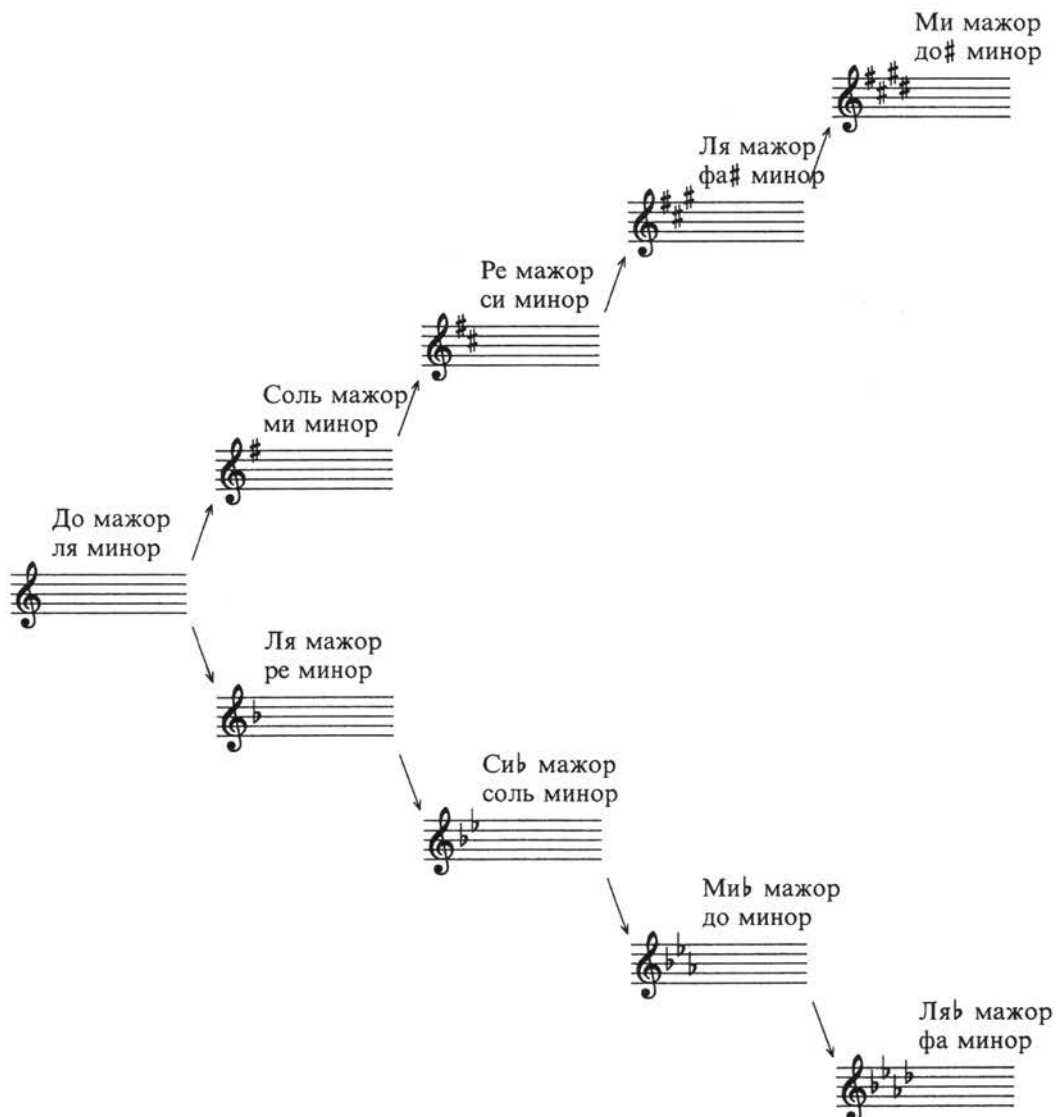 Ми мажор
до# минор
Ля мажор
фа# минор
Ре мажор
си минор
Соль мажор
ми минор
До мажор
ля минор
Ля мажор
ре минор
Си♭ мажор
соль минор
Ми♭ мажор
до минор
Ля♭ мажор
фа минор